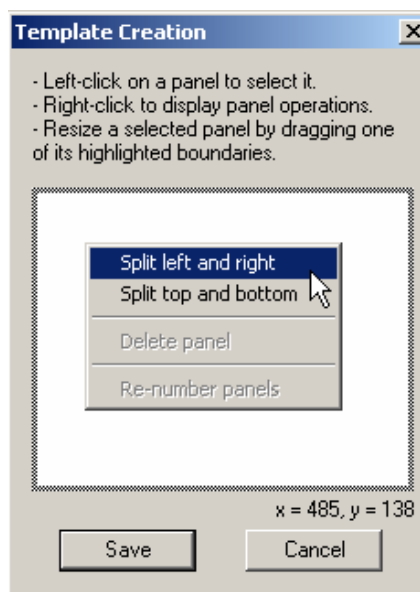 Template Creation
- Left-click on a panel to select it.
- Right-click to display panel operations.
- Resize a selected panel by dragging one
of its highlighted boundaries.
Split left and right
Split top and bottom
Delete panel
Re-number panels
x = 485, y = 138
Save
Cancel